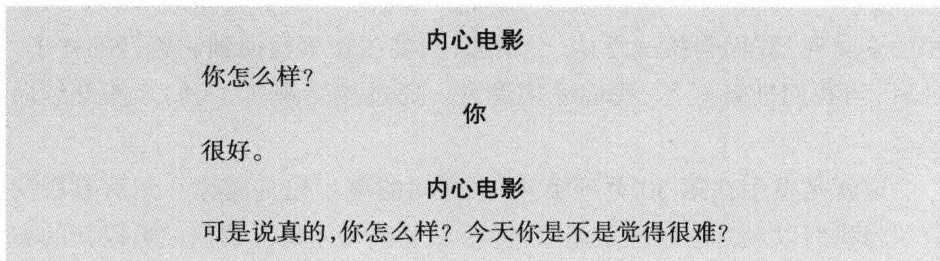 内心电影
你怎么样?
你
很好。
内心电影
可是说真的,你怎么样? 今天你是不是觉得很难?